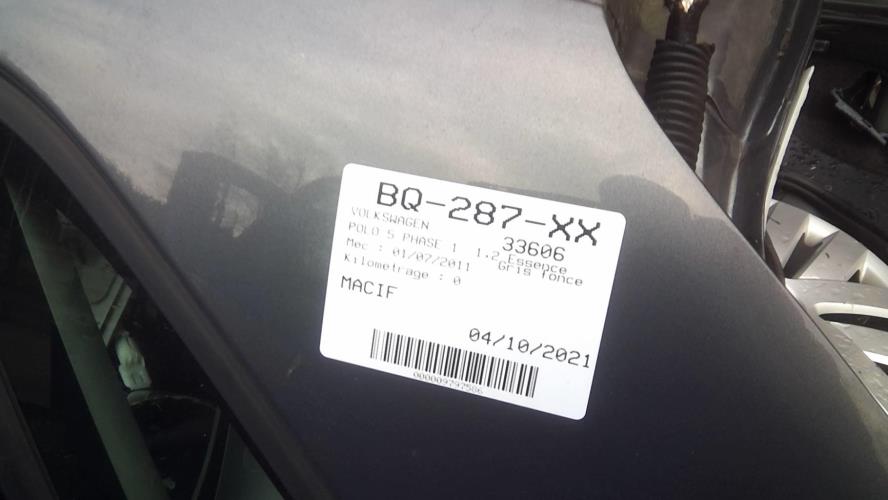 BQ-287-XX
VOLKSWAGEN 33606
POLO 5 PHASE 1 1.2 Essence
Mec : 01/07/2011 Gris fonce
Kilometrage : 0
MACIF
04/10/2021
000009797586